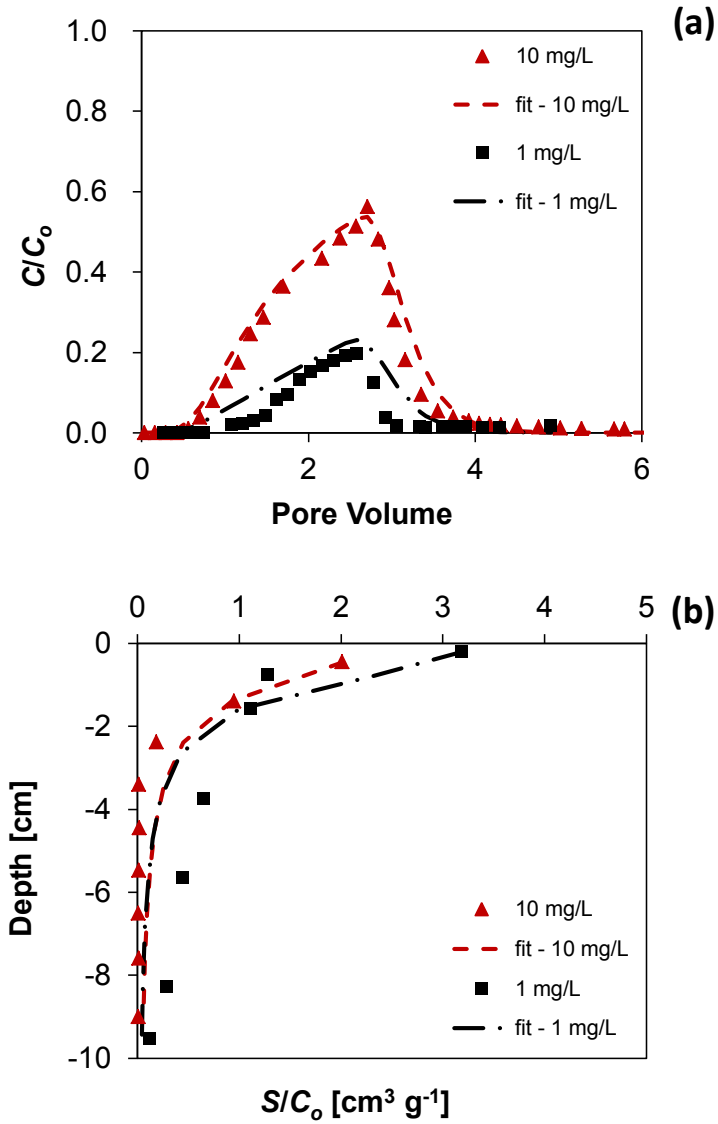 (a)
1.0
0.8
0.6
0.4
0.2
0.0
C/Co
10 mg/L
fit - 10 mg/L
1 mg/L
fit - 1 mg/L
0 2 4 6
Pore Volume
(b)
0 1 2 3 4 5
0
-2
-4
-6
-8
-10
Depth [cm]
10 mg/L
fit - 10 mg/L
1 mg/L
fit - 1 mg/L
S/Co [cm³ g⁻¹]